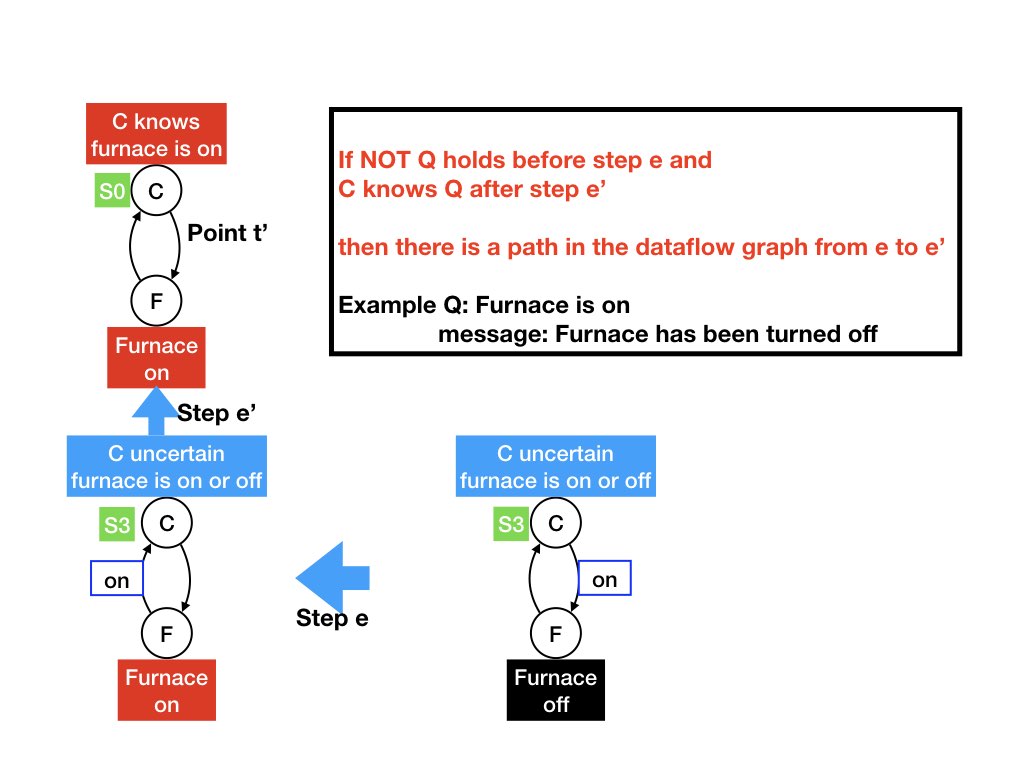 C knows
furnace is on
S0
C
Point t’
F
Furnace
on
Step e’
If NOT Q holds before step e and
C knows Q after step e’
then there is a path in the dataflow graph from e to e’
Example Q: Furnace is on
message: Furnace has been turned off
C uncertain
furnace is on or off
S3
C
on
F
Furnace
on
Step e
C uncertain
furnace is on or off
S3
C
on
F
Furnace
off